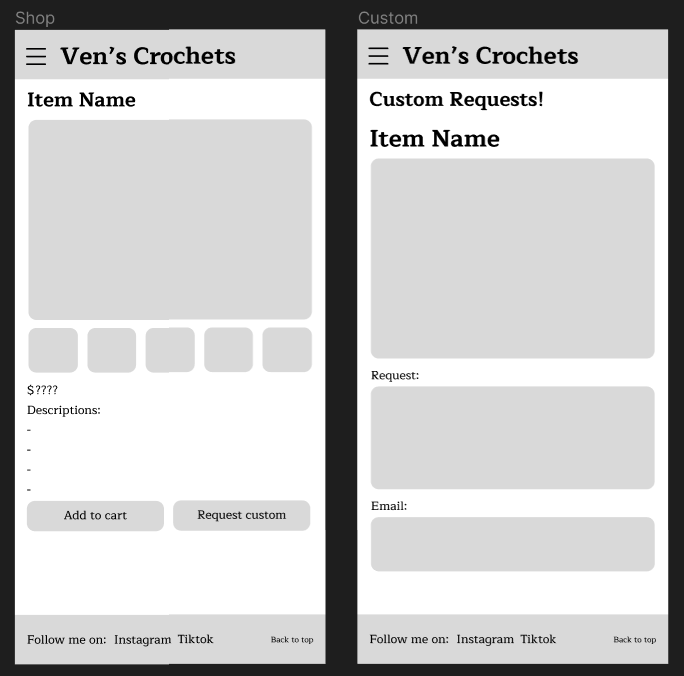 Shop
Ven's Crochets
Item Name
$????
Descriptions:
-
-
-
-
Add to cart
Request custom
Follow me on: Instagram Tiktok
Back to top
Custom
Ven's Crochets
Custom Requests!
Item Name
Request:
Email:
Follow me on: Instagram Tiktok
Back to top